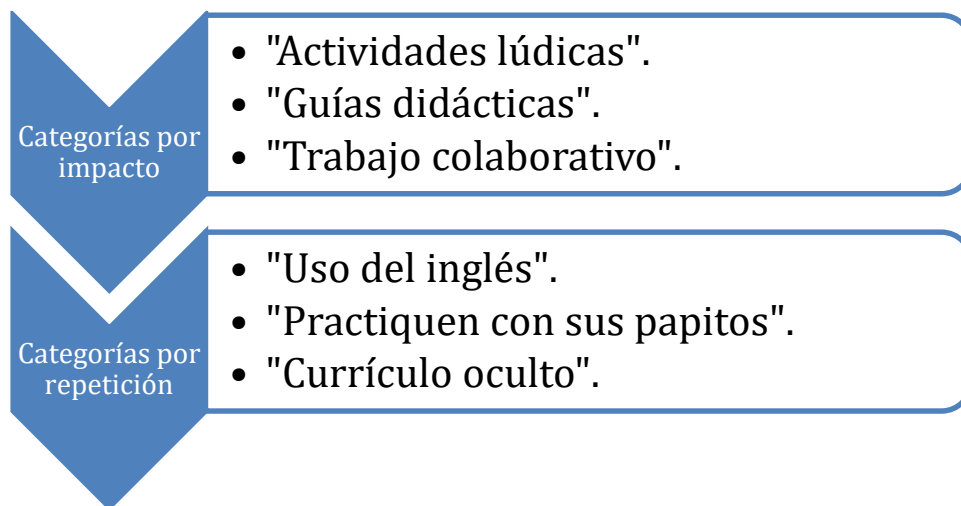 Categorías por
impacto
• "Actividades lúdicas".
• "Guías didácticas".
• "Trabajo colaborativo".
Categorías por
repetición
• "Uso del inglés".
• "Practiquen con sus papitos".
• "Currículo oculto".